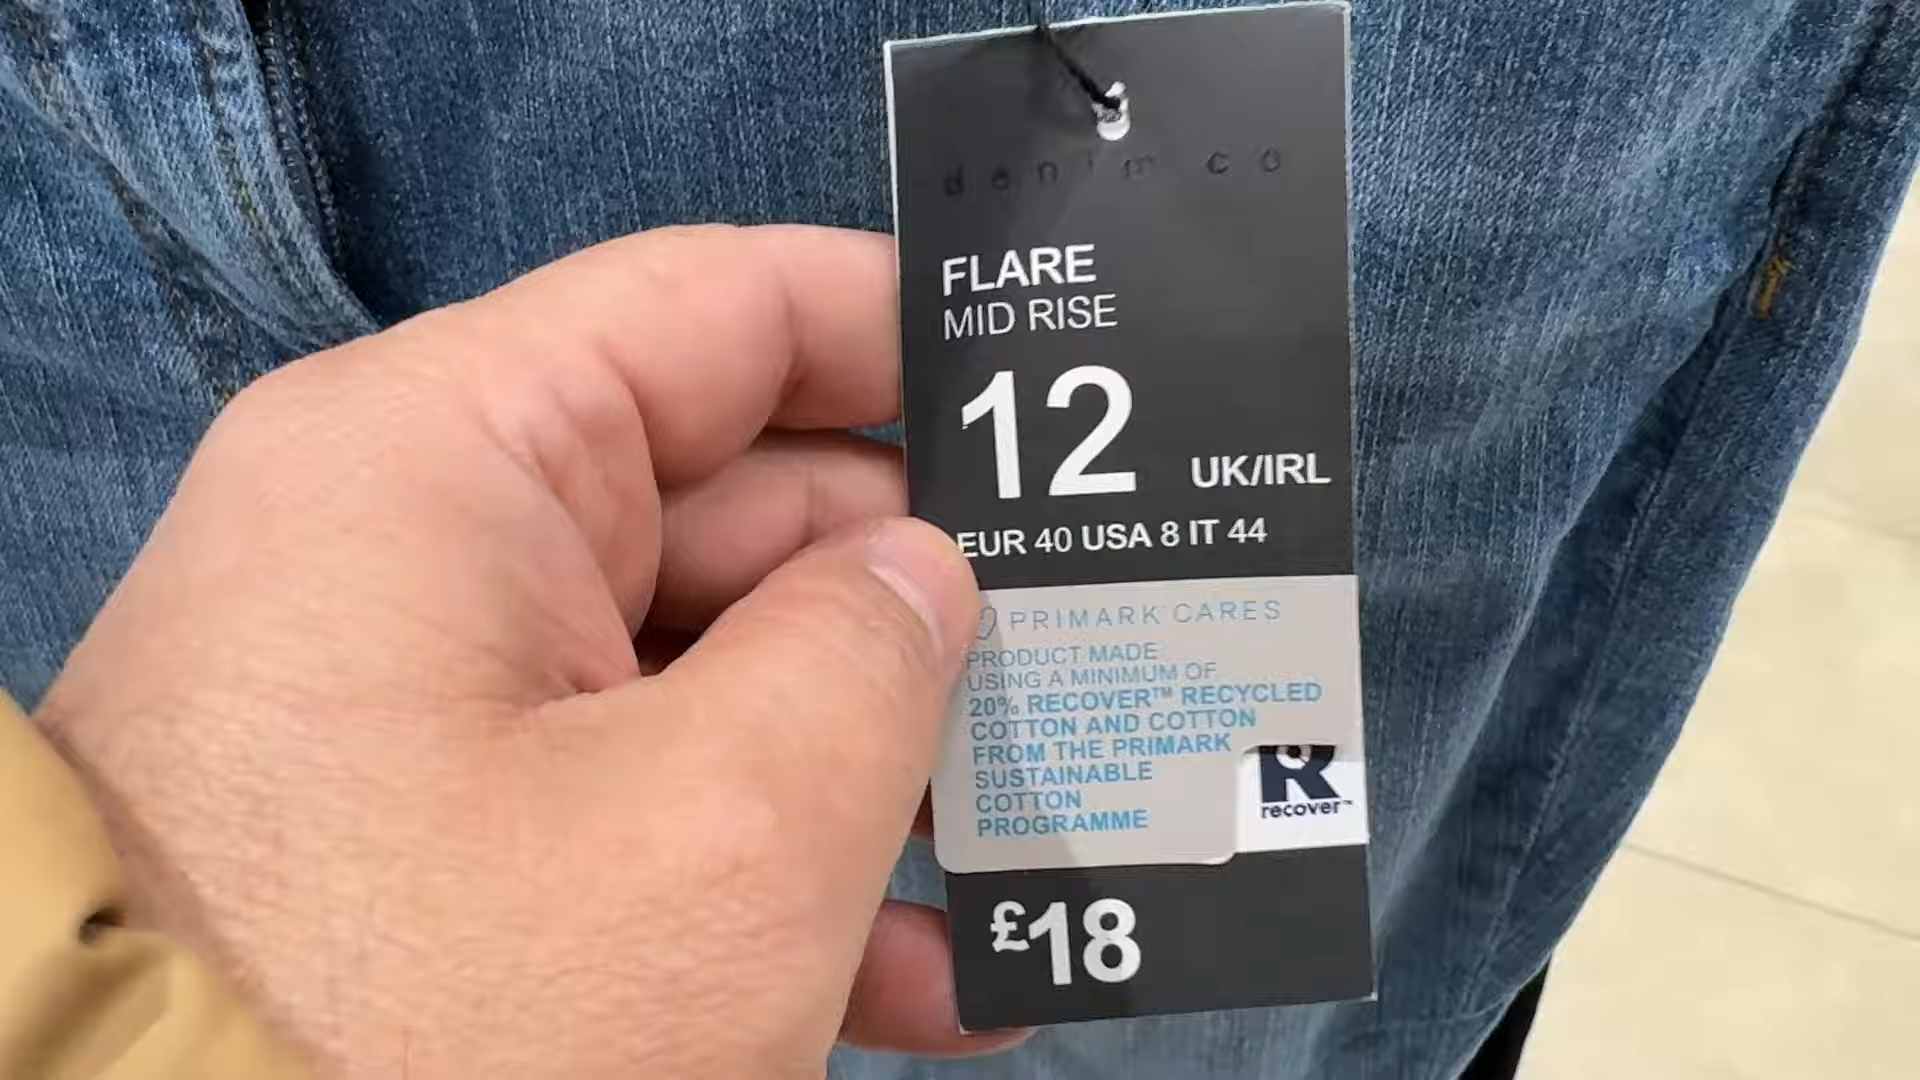 denim co
FLARE
MID RISE
12 UK/IRL
EUR 40 USA 8 IT 44
PRIMARK CARES
PRODUCT MADE
USING A MINIMUM OF
20% RECOVER™ RECYCLED
COTTON AND COTTON
FROM THE PRIMARK
SUSTAINABLE
COTTON
PROGRAMME
R
recover™
£18